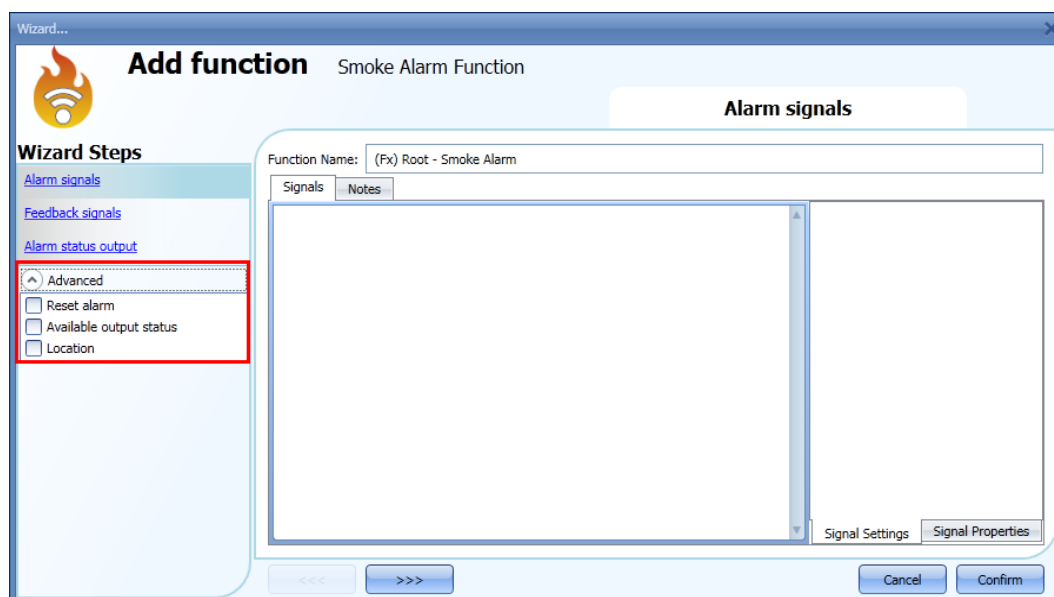 Wizard...
Add function Smoke Alarm Function
Alarm signals
Wizard Steps
Alarm signals
Feedback signals
Alarm status output
Advanced
Reset alarm
Available output status
Location
Function Name: (Fx) Root - Smoke Alarm
Signals Notes
Signal Settings Signal Properties
<<< >>> Cancel Confirm